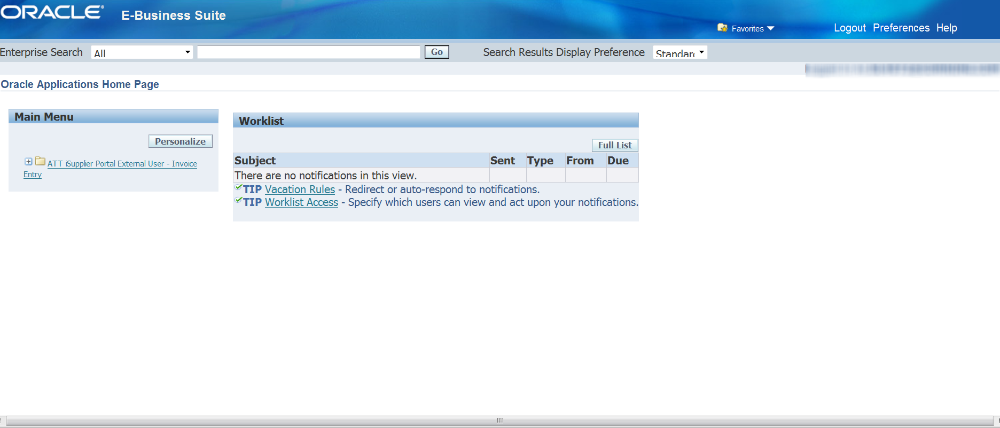 ORACLE® E-Business Suite
Favorites Logout Preferences Help
Enterprise Search All Go Search Results Display Preference Standard
Oracle Applications Home Page
Main Menu
Personalize
ATT iSupplier Portal External User - Invoice
Entry
Worklist
Full List
Subject Sent Type From Due
There are no notifications in this view.
TIP Vacation Rules - Redirect or auto-respond to notifications.
TIP Worklist Access - Specify which users can view and act upon your notifications.